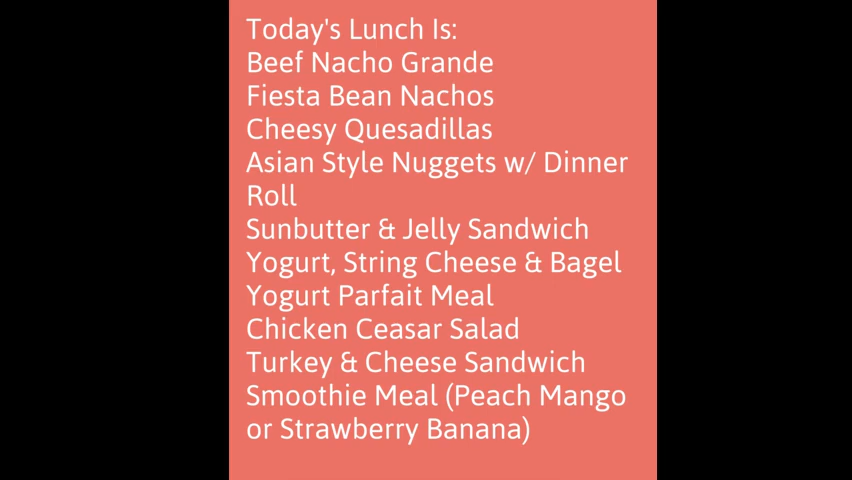 Today's Lunch Is:
Beef Nacho Grande
Fiesta Bean Nachos
Cheesy Quesadillas
Asian Style Nuggets w/ Dinner
Roll
Sunbutter & Jelly Sandwich
Yogurt, String Cheese & Bagel
Yogurt Parfait Meal
Chicken Ceasar Salad
Turkey & Cheese Sandwich
Smoothie Meal (Peach Mango
or Strawberry Banana)